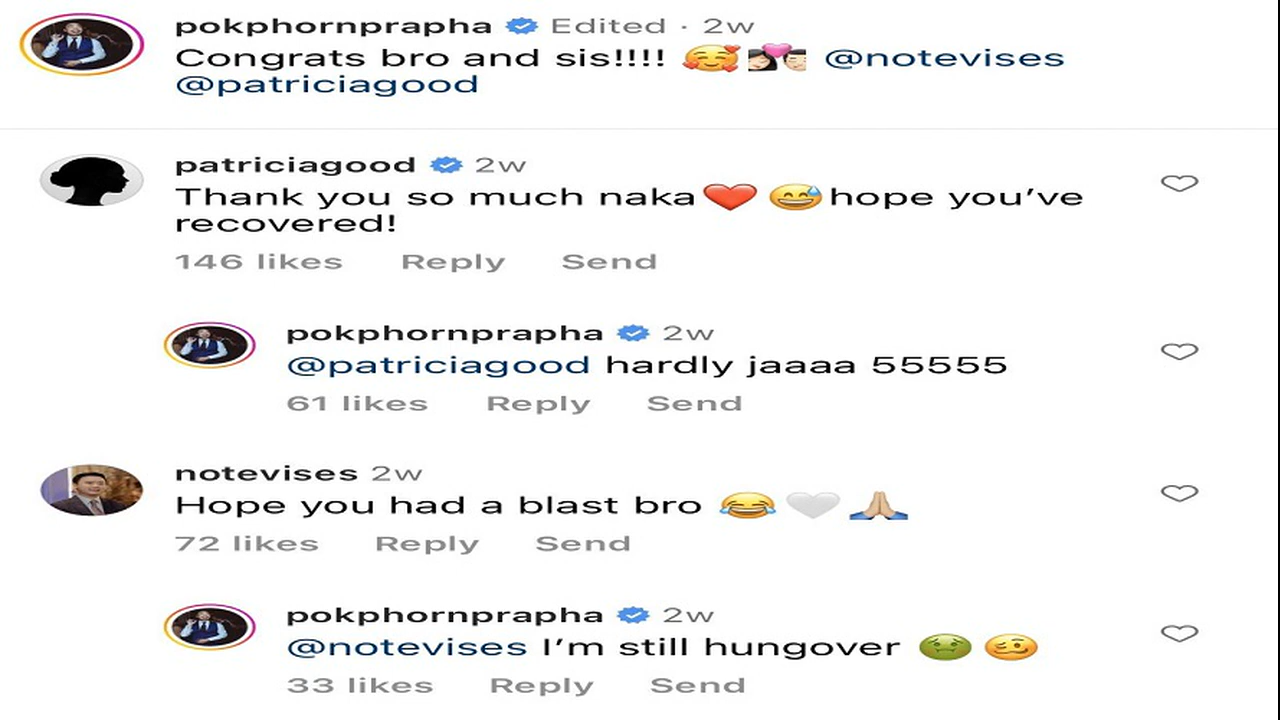 pokphornprapha Edited · 2w
Congrats bro and sis!!!! 🥰👩🏻‍❤️‍💋‍👨🏻 @notevises
@patriciagood
patriciagood 2w
Thank you so much naka❤️ 😅hope you’ve
recovered!
146 likes Reply Send
pokphornprapha 2w
@patriciagood hardly jaaaa 55555
61 likes Reply Send
notevises 2w
Hope you had a blast bro 😂🤍🙏🏼
72 likes Reply Send
pokphornprapha 2w
@notevises I’m still hungover 🤢🥴
33 likes Reply Send